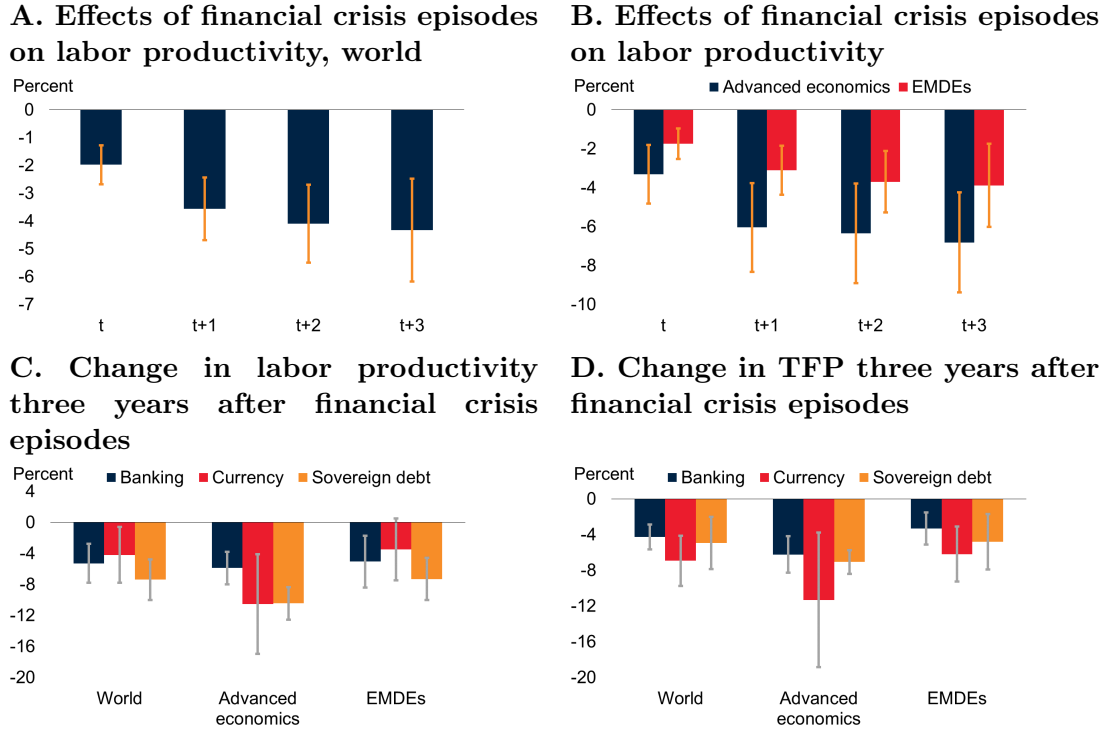 A. Effects of financial crisis episodes
on labor productivity, world
Percent
0
-1
-2
-3
-4
-5
-6
-7
t t+1 t+2 t+3
B. Effects of financial crisis episodes
on labor productivity
Percent Advanced economics EMDEs
0
-2
-4
-6
-8
-10
t t+1 t+2 t+3
C. Change in labor productivity
three years after financial crisis
episodes
Percent Banking Currency Sovereign debt
4
0
-4
-8
-12
-16
-20
World Advanced EMDEs
economics
D. Change in TFP three years after
financial crisis episodes
Percent Banking Currency Sovereign debt
0
-4
-8
-12
-16
-20
World Advanced EMDEs
economics